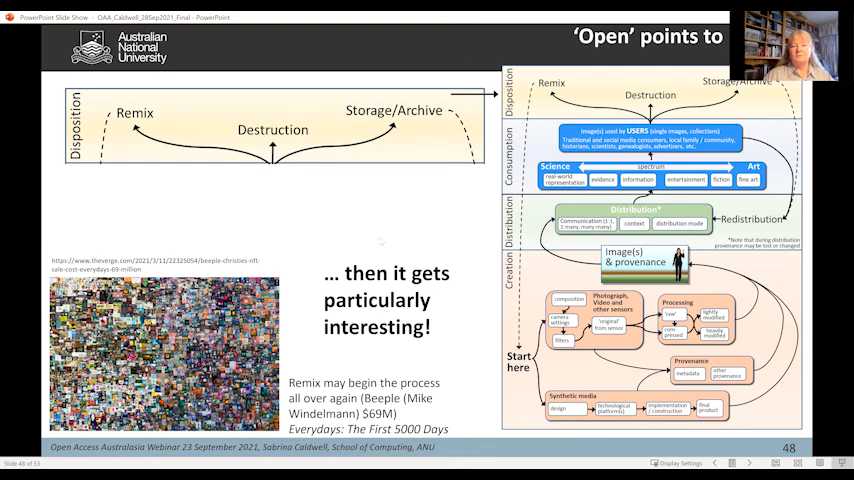 PowerPoint Slide Show - OAA_Caldwell_28Sep2021_Final - PowerPoint
Australian
National
University
'Open' points to
Disposition
Remix
Destruction
Storage/Archive
https://www.theverge.com/2021/3/11/22325054/beeple-christies-nft-
sale-cost-everydays-69-million
... then it gets
particularly
interesting!
Remix may begin the process
all over again (Beeple (Mike
Windelmann) $69M)
Everydays: The First 5000 Days
Disposition
Remix
Destruction
Storage/Archive
Consumption
Image(s) used by USERS (single images, collections)
Traditional and social media consumers, local family / community,
historians, scientists, genealogists, advertisers, etc.
Science
spectrum
Art
real-world
representation
evidence
information
entertainment
fiction
fine art
Distribution
Distribution*
Communication (1:1,
1:many, many:many)
context
distribution mode
Redistribution
*Note that during distribution
provenance may be lost or changed
Creation
Image(s)
& provenance
Start
here
composition
camera
settings
filters
Photograph,
Video and
other sensors
'original'
from sensor
Processing
'raw'
com-
pressed
lightly
modified
heavily
modified
Provenance
metadata
other
provenance
Synthetic media
design
technological
platform(s)
implementation
/ construction
final
product
Open Access Australasia Webinar 23 September 2021, Sabrina Caldwell, School of Computing, ANU
48
Slide 48 of 53
Display Settings